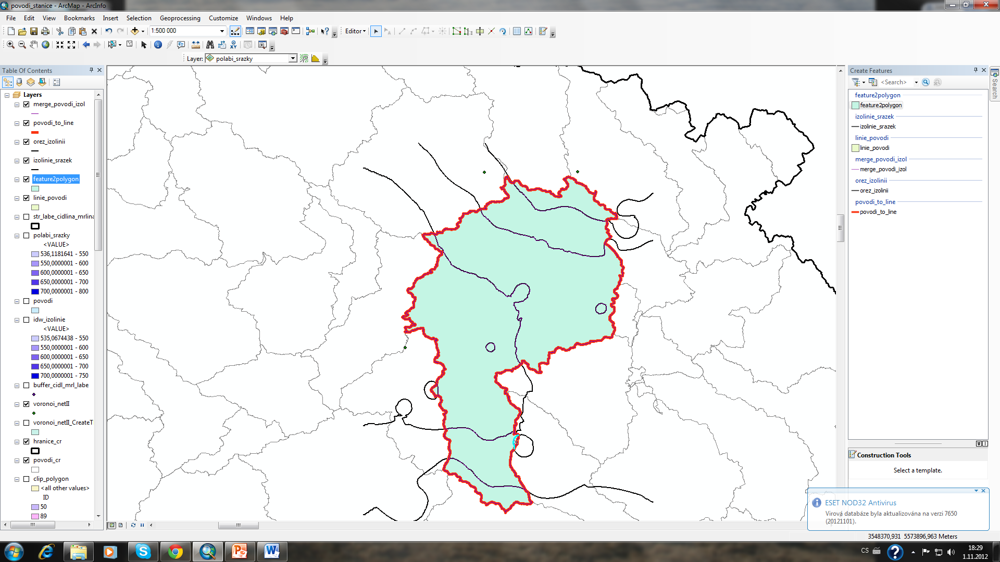 povodi_stanice - ArcMap - ArcInfo
File Edit View Bookmarks Insert Selection Geoprocessing Customize Windows Help
1:500 000
Editor
Layer: polabi_srazky
Table Of Contents
Layers
merge_povodi_izol
povodi_to_line
orez_izolinii
izolinie_srazek
feature2polygon
linie_povodi
str_labe_cidlina_mrlina
polabi_srazky
<VALUE>
536,1181641 - 550
550,0000001 - 600
600,0000001 - 650
650,0000001 - 700
700,0000001 - 800
povodi
idw_izolinie
<VALUE>
535,0674438 - 550
550,0000001 - 600
600,0000001 - 650
650,0000001 - 700
700,0000001 - 750
buffer_cidl_mrl_labe
voronoi_netII
voronoi_netII_CreateT
hranice_cr
povodi_cr
clip_polygon
<all other values>
ID
50
89
Create Features
<Search>
feature2polygon
feature2polygon
izolinie_srazek
izolinie_srazek
linie_povodi
linie_povodi
merge_povodi_izol
merge_povodi_izol
orez_izolinii
orez_izolinii
povodi_to_line
povodi_to_line
Search
Construction Tools
Select a template.
ESET NOD32 Antivirus
Virová databáze byla aktualizována na verzi 7650
(20121101).
3548370,931 5573896,963 Meters
CS
18:29
1.11.2012